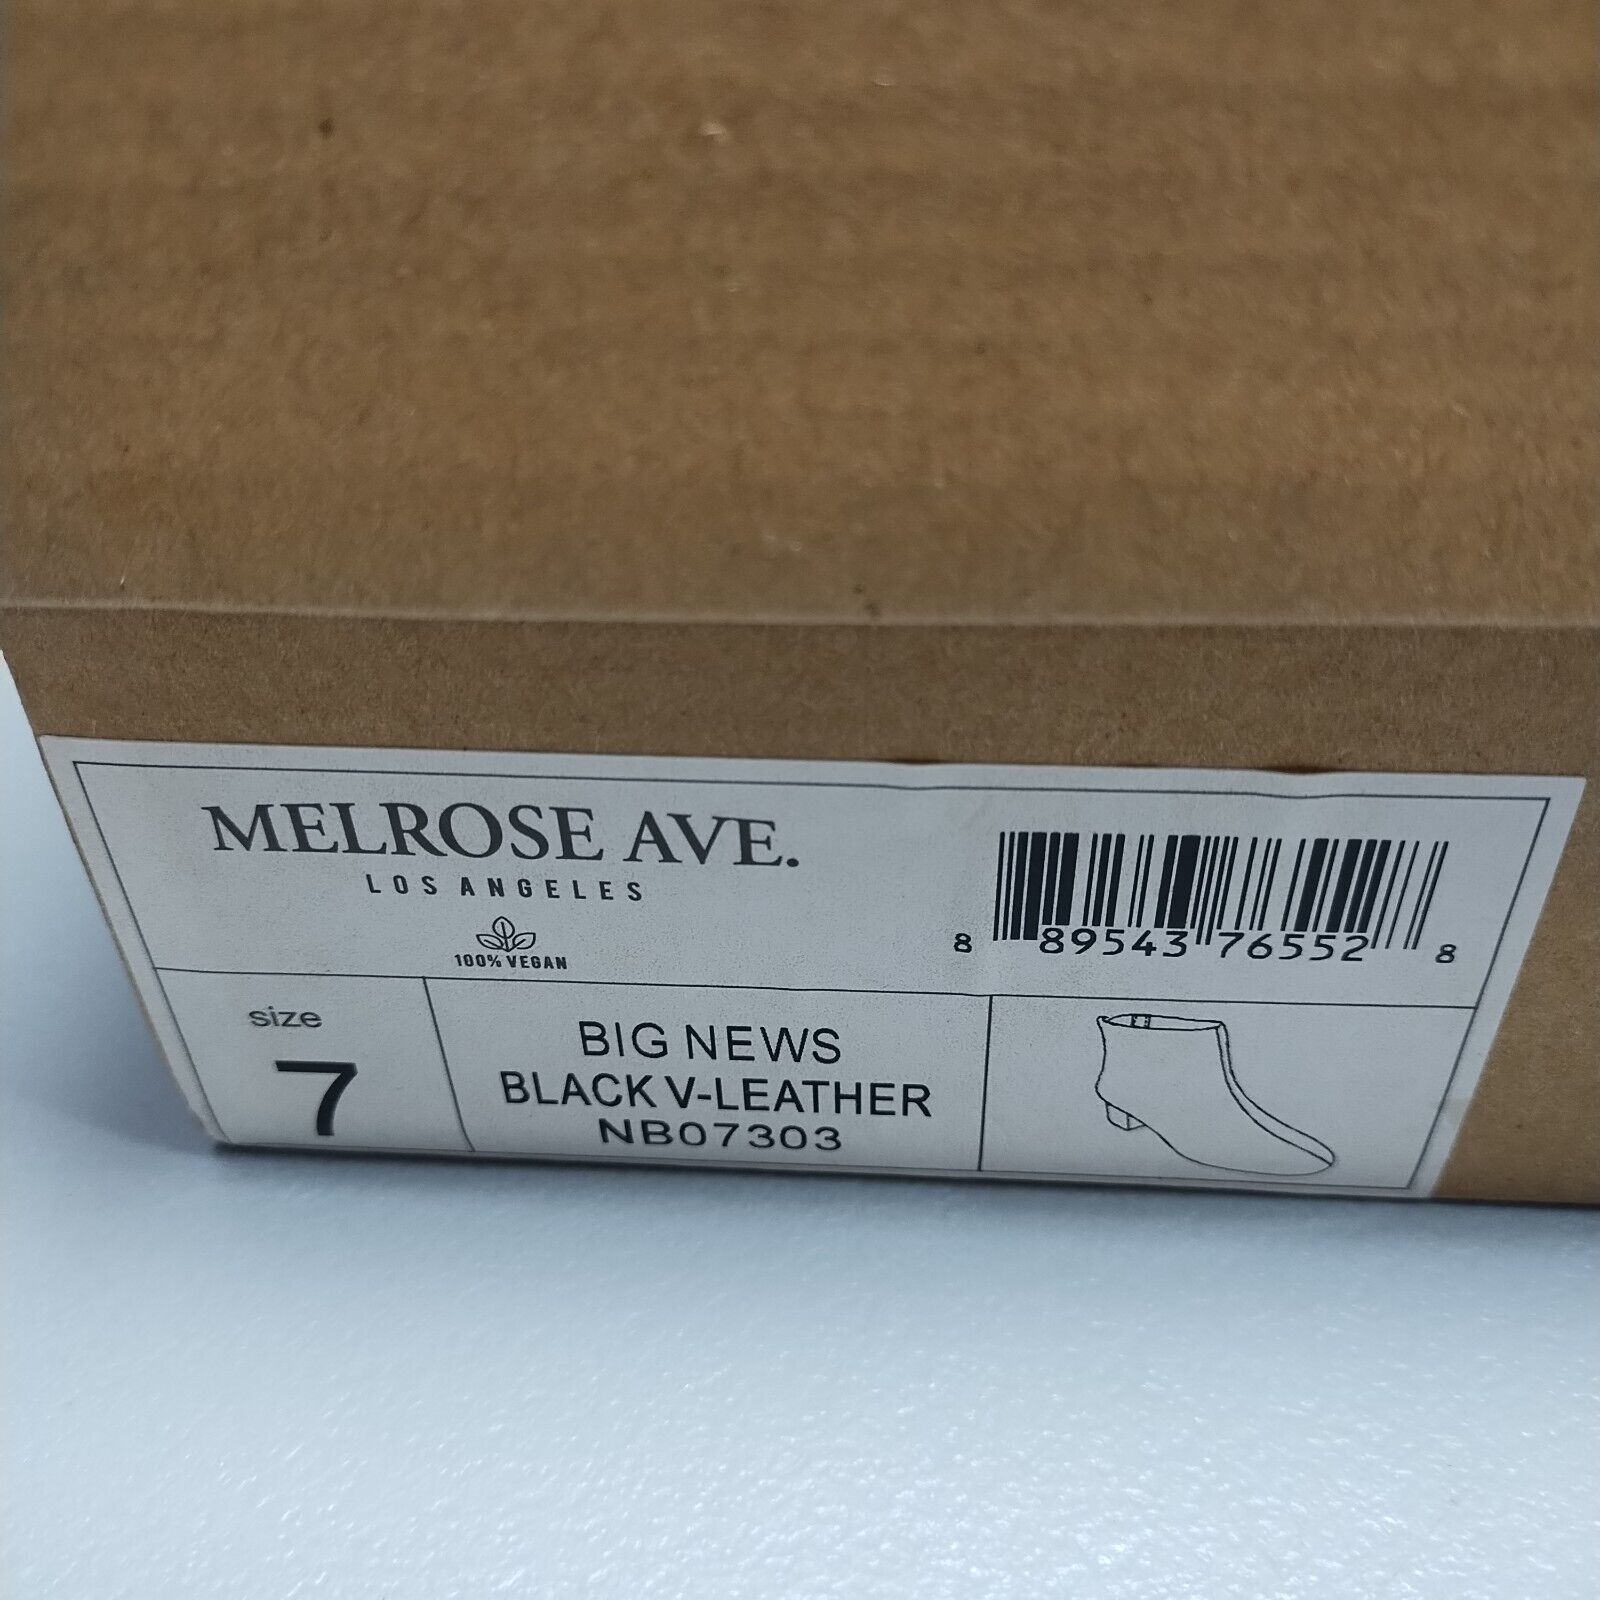 MELROSE AVE.
LOS ANGELES
100% VEGAN
8 89543 76552 8
size
7
BIG NEWS
BLACK V-LEATHER
NB07303